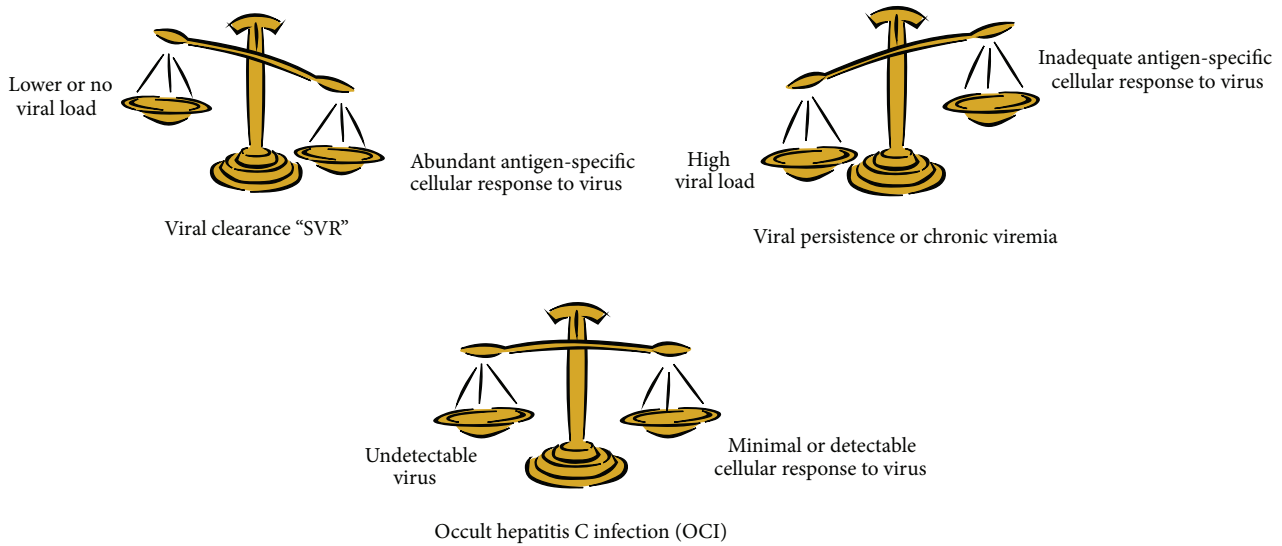 Lower or no
viral load
Abundant antigen-specific
cellular response to virus
Viral clearance “SVR”
Inadequate antigen-specific
cellular response to virus
High
viral load
Viral persistence or chronic viremia
Undetectable
virus
Minimal or detectable
cellular response to virus
Occult hepatitis C infection (OCI)